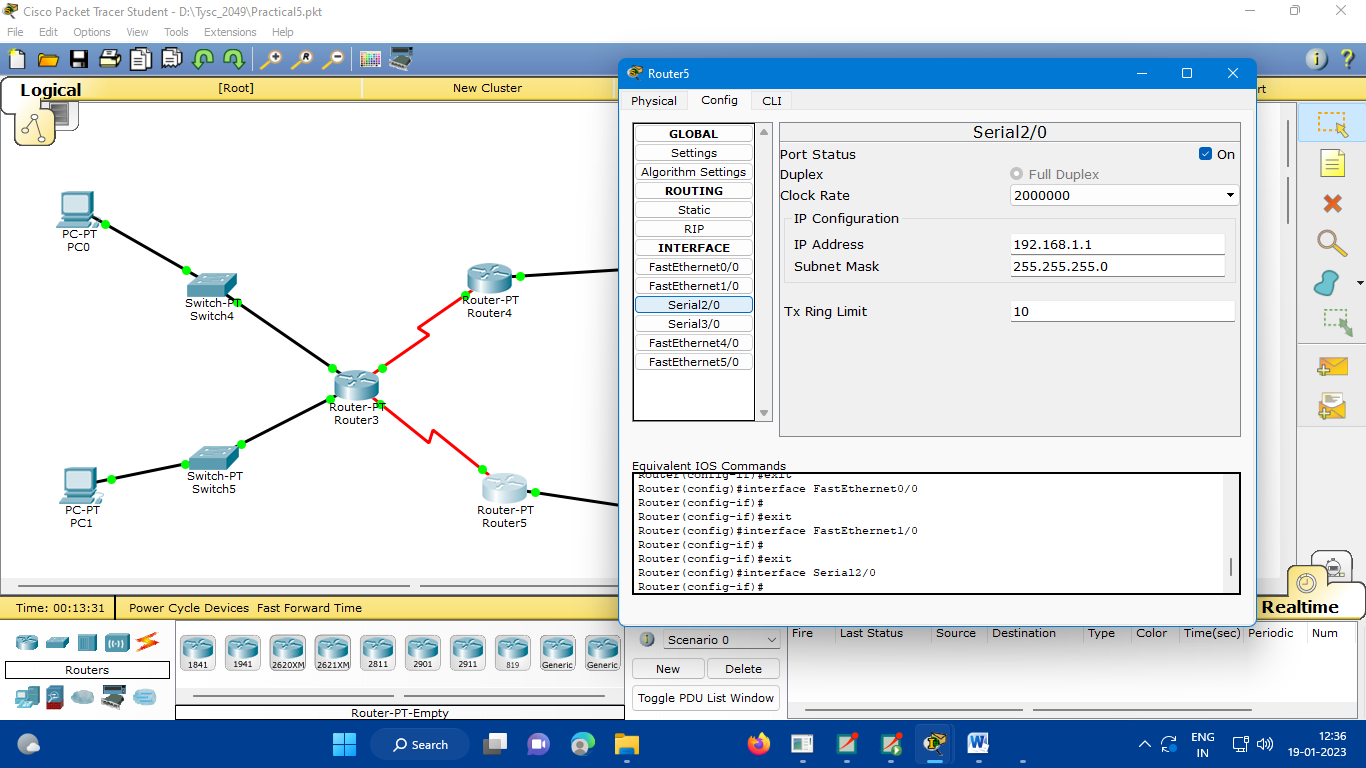 Cisco Packet Tracer Student - D:\Tysc_2049\Practical5.pkt
File Edit Options View Tools Extensions Help
Logical
[Root]
New Cluster
rt
PC-PT
PC0
Switch-PT
Switch4
Router-PT
Router4
Router-PT
Router3
Switch-PT
Switch5
PC-PT
PC1
Router-PT
Router5
Router5
Physical Config CLI
GLOBAL
Settings
Algorithm Settings
ROUTING
Static
RIP
INTERFACE
FastEthernet0/0
FastEthernet1/0
Serial2/0
Serial3/0
FastEthernet4/0
FastEthernet5/0
Serial2/0
Port Status On
Duplex Full Duplex
Clock Rate 2000000
IP Configuration
IP Address 192.168.1.1
Subnet Mask 255.255.255.0
Tx Ring Limit 10
Equivalent IOS Commands
Router(config-if)#exit
Router(config)#interface FastEthernet0/0
Router(config-if)#
Router(config-if)#exit
Router(config)#interface FastEthernet1/0
Router(config-if)#
Router(config-if)#exit
Router(config)#interface Serial2/0
Router(config-if)#
Time: 00:13:31 Power Cycle Devices Fast Forward Time
Realtime
Routers
1841 1941 2620XM 2621XM 2811 2901 2911 819 Generic Generic
Router-PT-Empty
Scenario 0
New Delete
Toggle PDU List Window
Fire Last Status Source Destination Type Color Time(sec) Periodic Num
Search
ENG
IN
12:36
19-01-2023